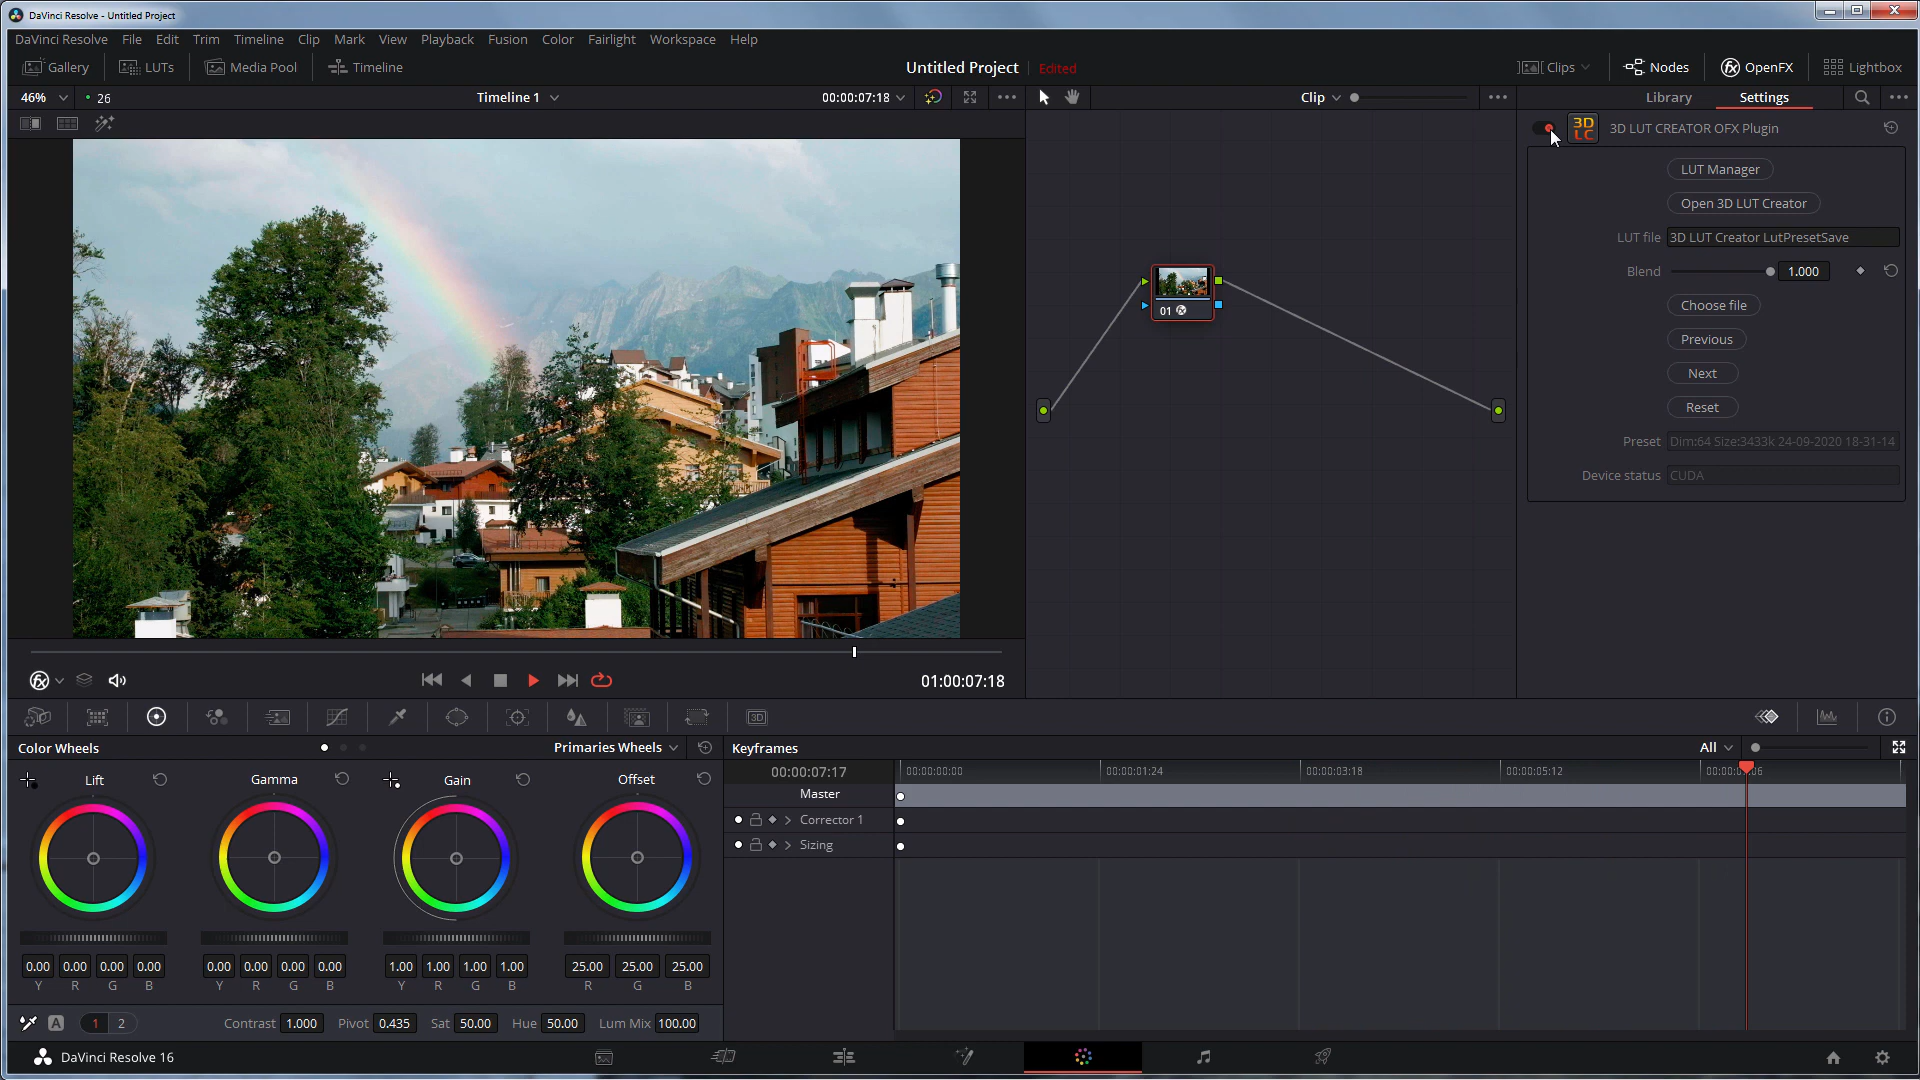 DaVinci Resolve - Untitled Project
DaVinci Resolve File Edit Trim Timeline Clip Mark View Playback Fusion Color Fairlight Workspace Help
Gallery LUTs Media Pool Timeline Untitled Project Edited Clips Nodes OpenFX Lightbox
46% 26 Timeline 1 00:00:07:18 Clip Library Settings
3D LC 3D LUT CREATOR OFX Plugin
LUT Manager
Open 3D LUT Creator
LUT file 3D LUT Creator LutPresetSave
Blend 1.000
Choose file
Previous
Next
Reset
Preset Dim:64 Size:3433k 24-09-2020 18-31-14
Device status CUDA
01
01:00:07:18
3D
Color Wheels Primaries Wheels Keyframes All
Lift Gamma Gain Offset
00:00:07:17 00:00:00:00 00:00:01:24 00:00:03:18 00:00:05:12
Master
Corrector 1
Sizing
0.00 0.00 0.00 0.00 0.00 0.00 0.00 0.00 1.00 1.00 1.00 1.00 25.00 25.00 25.00
Y R G B Y R G B Y R G B R G B
A 1 2 Contrast 1.000 Pivot 0.435 Sat 50.00 Hue 50.00 Lum Mix 100.00
DaVinci Resolve 16